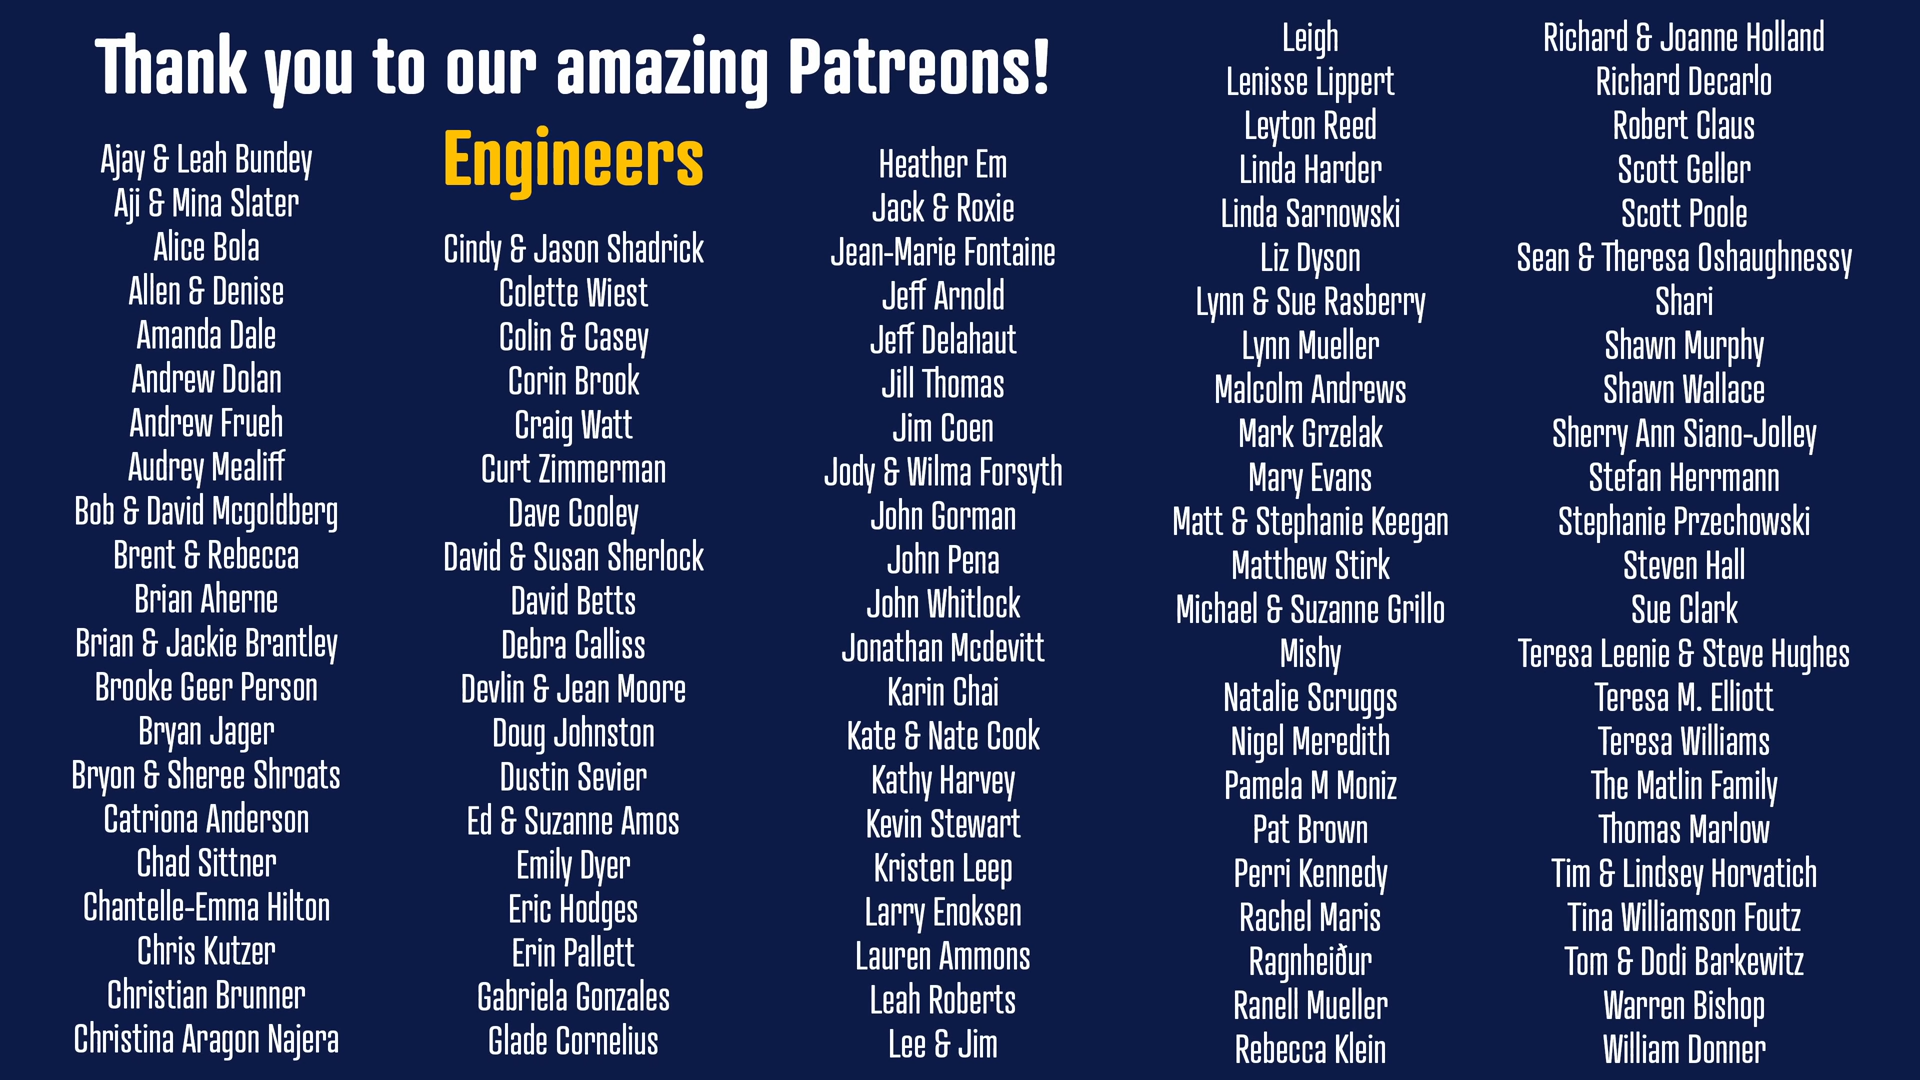 Thank you to our amazing Patreons!
Engineers
Ajay & Leah Bundey
Aji & Mina Slater
Alice Bola
Allen & Denise
Amanda Dale
Andrew Dolan
Andrew Frueh
Audrey Mealiff
Bob & David Mcgoldberg
Brent & Rebecca
Brian Aherne
Brian & Jackie Brantley
Brooke Geer Person
Bryan Jager
Bryon & Sheree Shroats
Catriona Anderson
Chad Sittner
Chantelle-Emma Hilton
Chris Kutzer
Christian Brunner
Christina Aragon Najera
Cindy & Jason Shadrick
Colette Wiest
Colin & Casey
Corin Brook
Craig Watt
Curt Zimmerman
Dave Cooley
David & Susan Sherlock
David Betts
Debra Calliss
Devlin & Jean Moore
Doug Johnston
Dustin Sevier
Ed & Suzanne Amos
Emily Dyer
Eric Hodges
Erin Pallett
Gabriela Gonzales
Glade Cornelius
Heather Em
Jack & Roxie
Jean-Marie Fontaine
Jeff Arnold
Jeff Delahaut
Jill Thomas
Jim Coen
Jody & Wilma Forsyth
John Gorman
John Pena
John Whitlock
Jonathan Mcdevitt
Karin Chai
Kate & Nate Cook
Kathy Harvey
Kevin Stewart
Kristen Leep
Larry Enoksen
Lauren Ammons
Leah Roberts
Lee & Jim
Leigh
Lenisse Lippert
Leyton Reed
Linda Harder
Linda Sarnowski
Liz Dyson
Lynn & Sue Rasberry
Lynn Mueller
Malcolm Andrews
Mark Grzelak
Mary Evans
Matt & Stephanie Keegan
Matthew Stirk
Michael & Suzanne Grillo
Mishy
Natalie Scruggs
Nigel Meredith
Pamela M Moniz
Pat Brown
Perri Kennedy
Rachel Maris
Ragnheiður
Ranell Mueller
Rebecca Klein
Richard & Joanne Holland
Richard Decarlo
Robert Claus
Scott Geller
Scott Poole
Sean & Theresa Oshaughnessy
Shari
Shawn Murphy
Shawn Wallace
Sherry Ann Siano-Jolley
Stefan Herrmann
Stephanie Przechowski
Steven Hall
Sue Clark
Teresa Leenie & Steve Hughes
Teresa M. Elliott
Teresa Williams
The Matlin Family
Thomas Marlow
Tim & Lindsey Horvatich
Tina Williamson Foutz
Tom & Dodi Barkewitz
Warren Bishop
William Donner